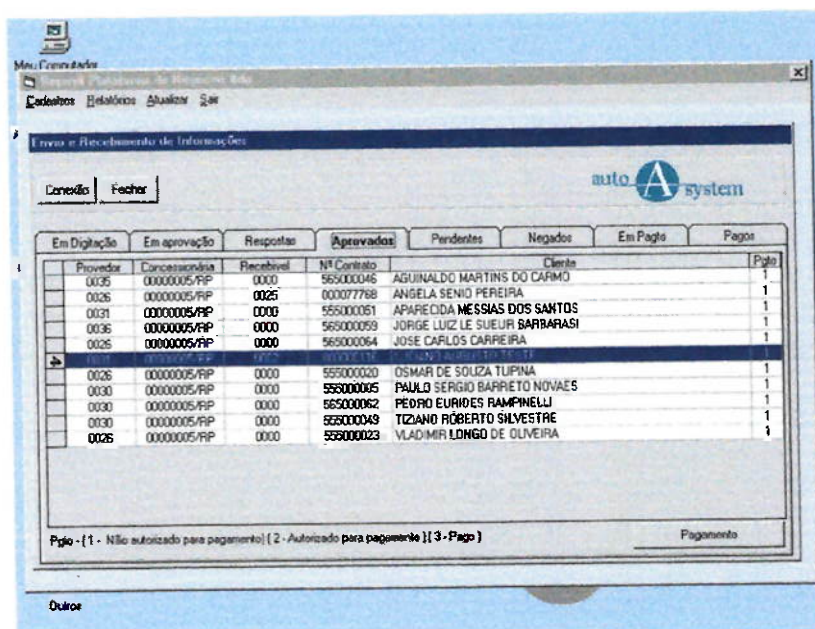 Meu Computador
Cadastros Relatórios Atualizar Sair
Envio e Recebimento de Informações
Conexão Fechar
auto A system
Em Digitação Em aprovação Respostas Aprovados Pendentes Negados Em Pagto Pagos
Provedor Concessionária Recebível Nº Contrato Cliente Pgto
0035 00000005/RP 0000 565000046 AGUINALDO MARTINS DO CARMO 1
0026 00000005/RP 0025 000077768 ANGELA SENIO PEREIRA 1
0031 00000005/RP 0000 555000051 APARECIDA MESSIAS DOS SANTOS 1
0036 00000005/RP 0000 565000059 JORGE LUIZ LE SUEUR BARBARASI 1
0026 00000005/RP 0000 565000064 JOSE CARLOS CARREIRA 1
0026 00000005/RP 0000 555000020 OSMAR DE SOUZA TUPINA 1
0030 00000005/RP 0000 555000005 PAULO SERGIO BARRETO NOVAES 1
0030 00000005/RP 0000 565000062 PEDRO EURIDES RAMPINELLI 1
0030 00000005/RP 0000 555000049 TIZIANO ROBERTO SILVESTRE 1
0026 00000005/RP 0000 555000023 VLADIMIR LONGO DE OLIVEIRA 1
Pgto - [ 1 - Não autorizado para pagamento] [ 2 - Autorizado para pagamento ] [ 3 - Pago ]
Pagamento
Outros